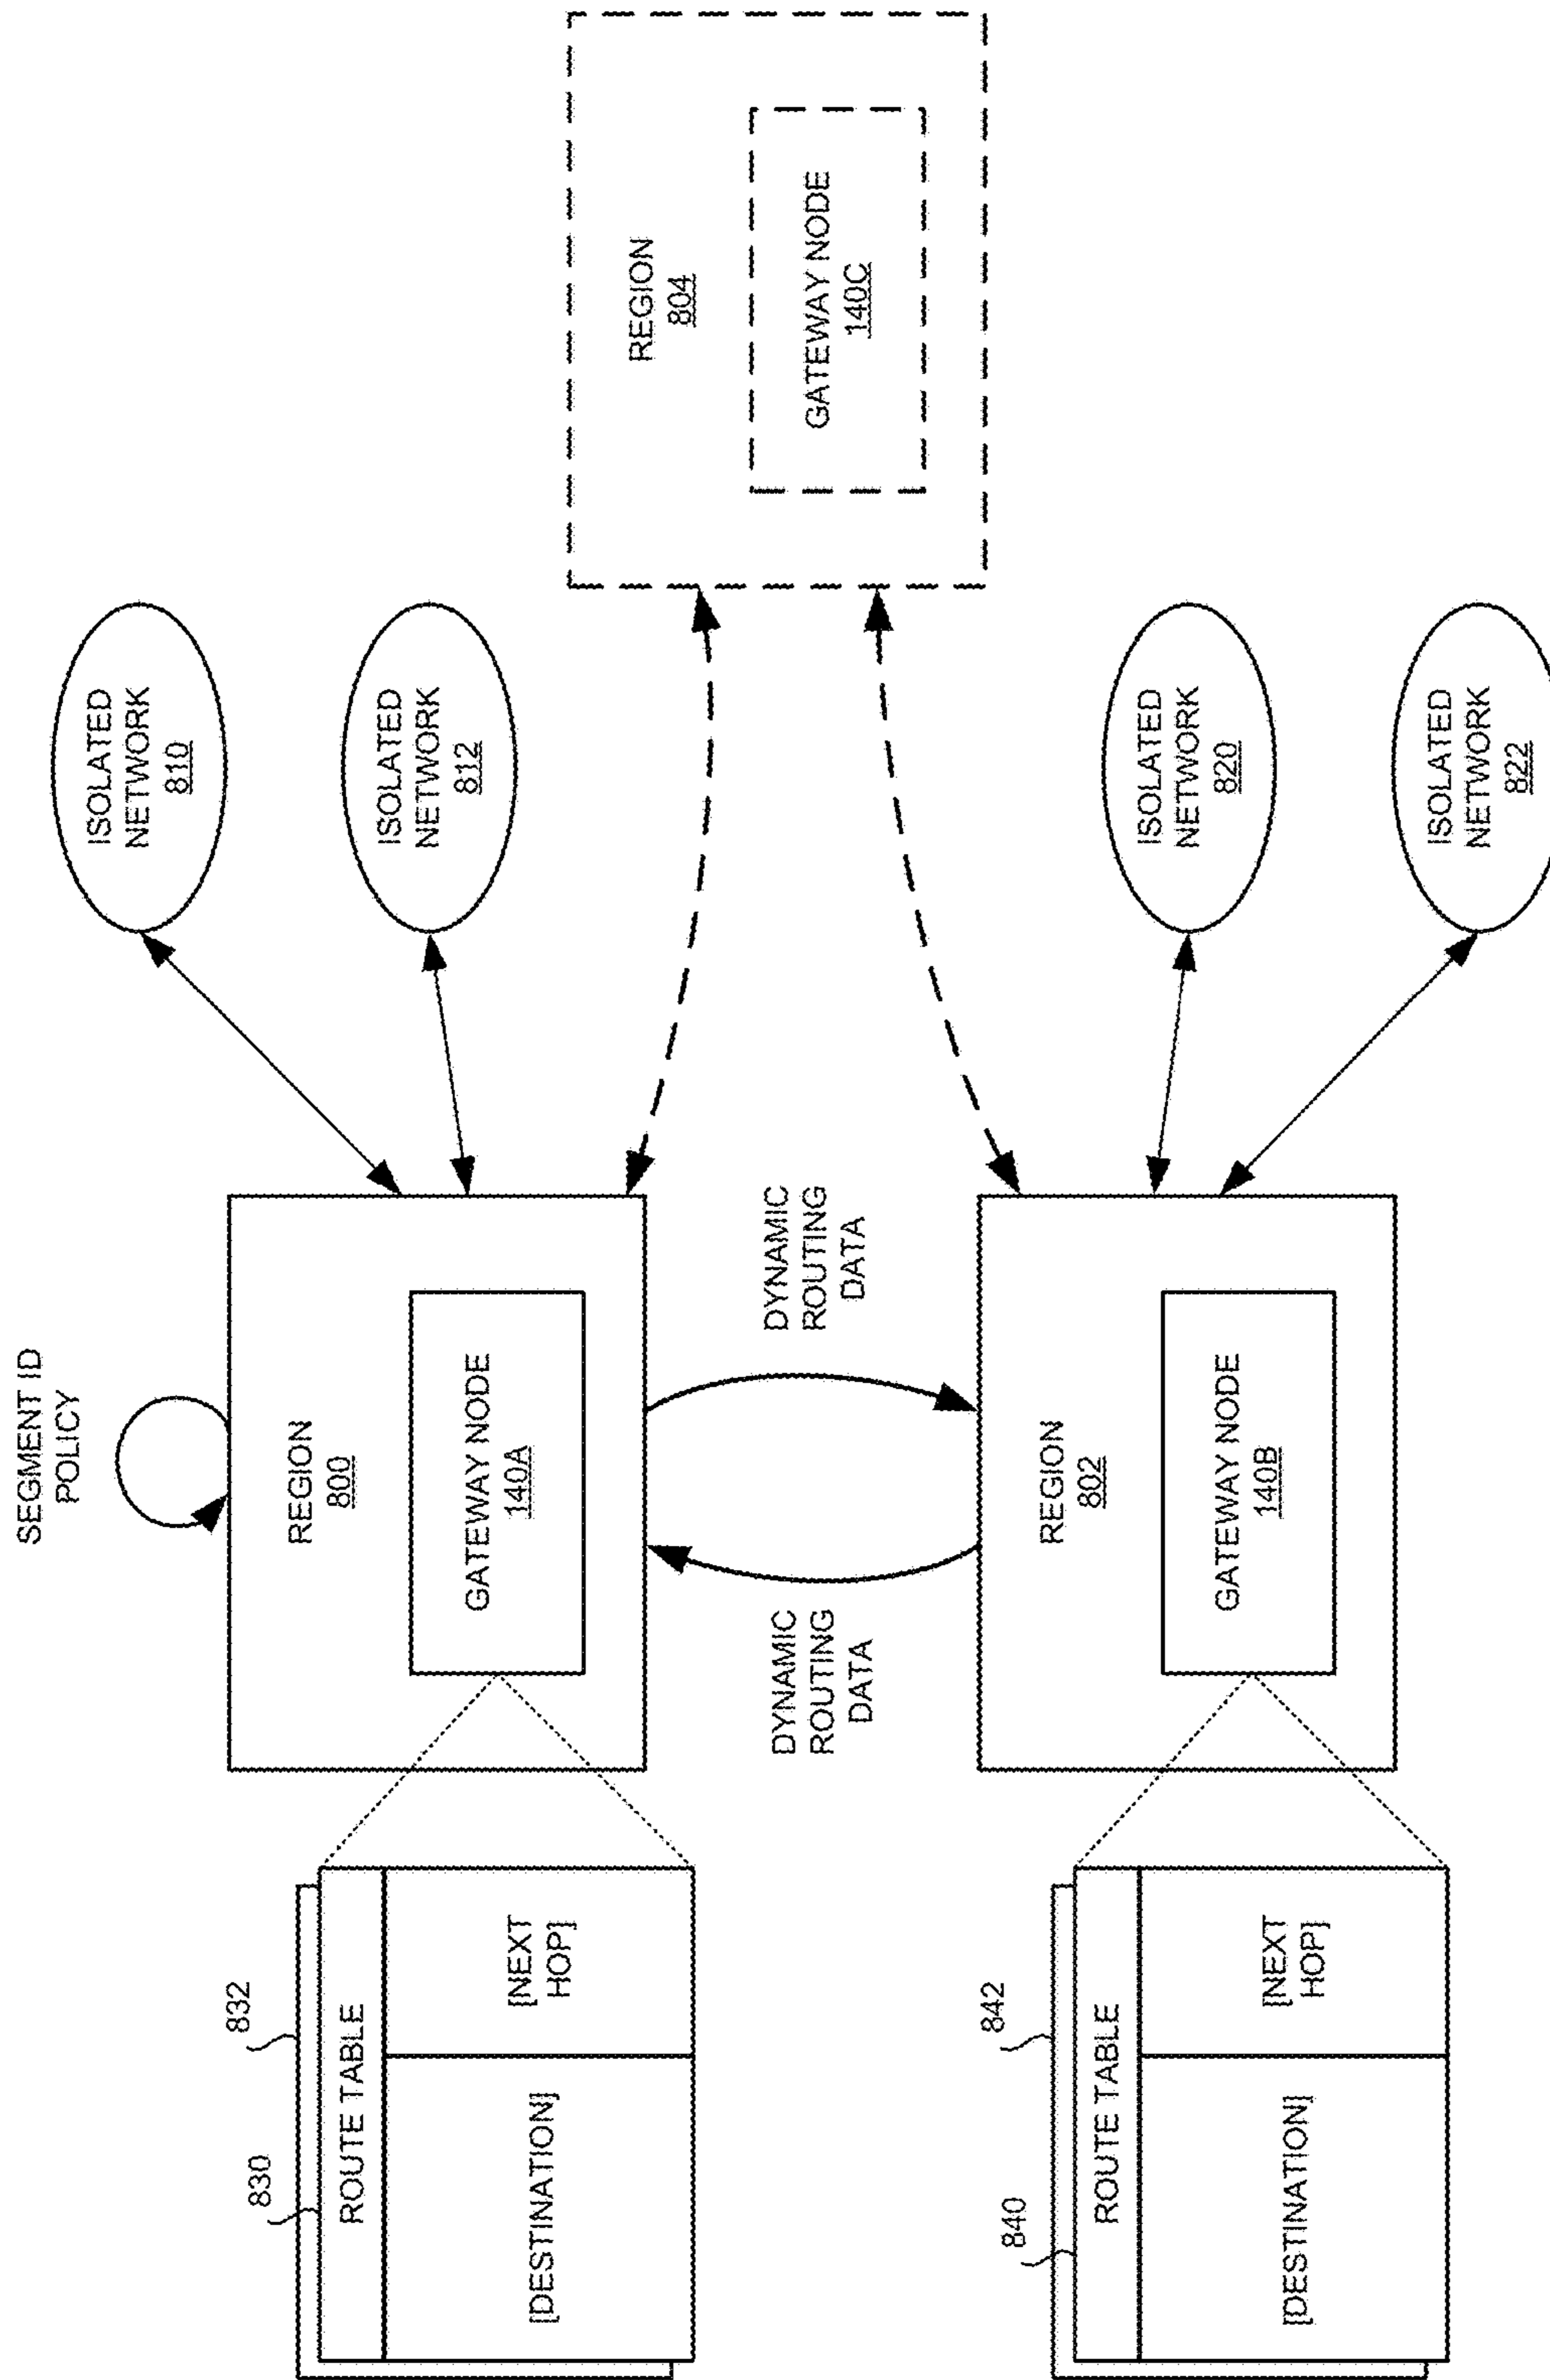 SEGMENT ID
POLICY
832
830
ROUTE TABLE
[DESTINATION]
[NEXT
HOP]
REGION
800
GATEWAY NODE
140A
ISOLATED
NETWORK
810
ISOLATED
NETWORK
812
DYNAMIC
ROUTING
DATA
DYNAMIC
ROUTING
DATA
REGION
804
GATEWAY NODE
140C
842
840
ROUTE TABLE
[DESTINATION]
[NEXT
HOP]
REGION
802
GATEWAY NODE
140B
ISOLATED
NETWORK
820
ISOLATED
NETWORK
822